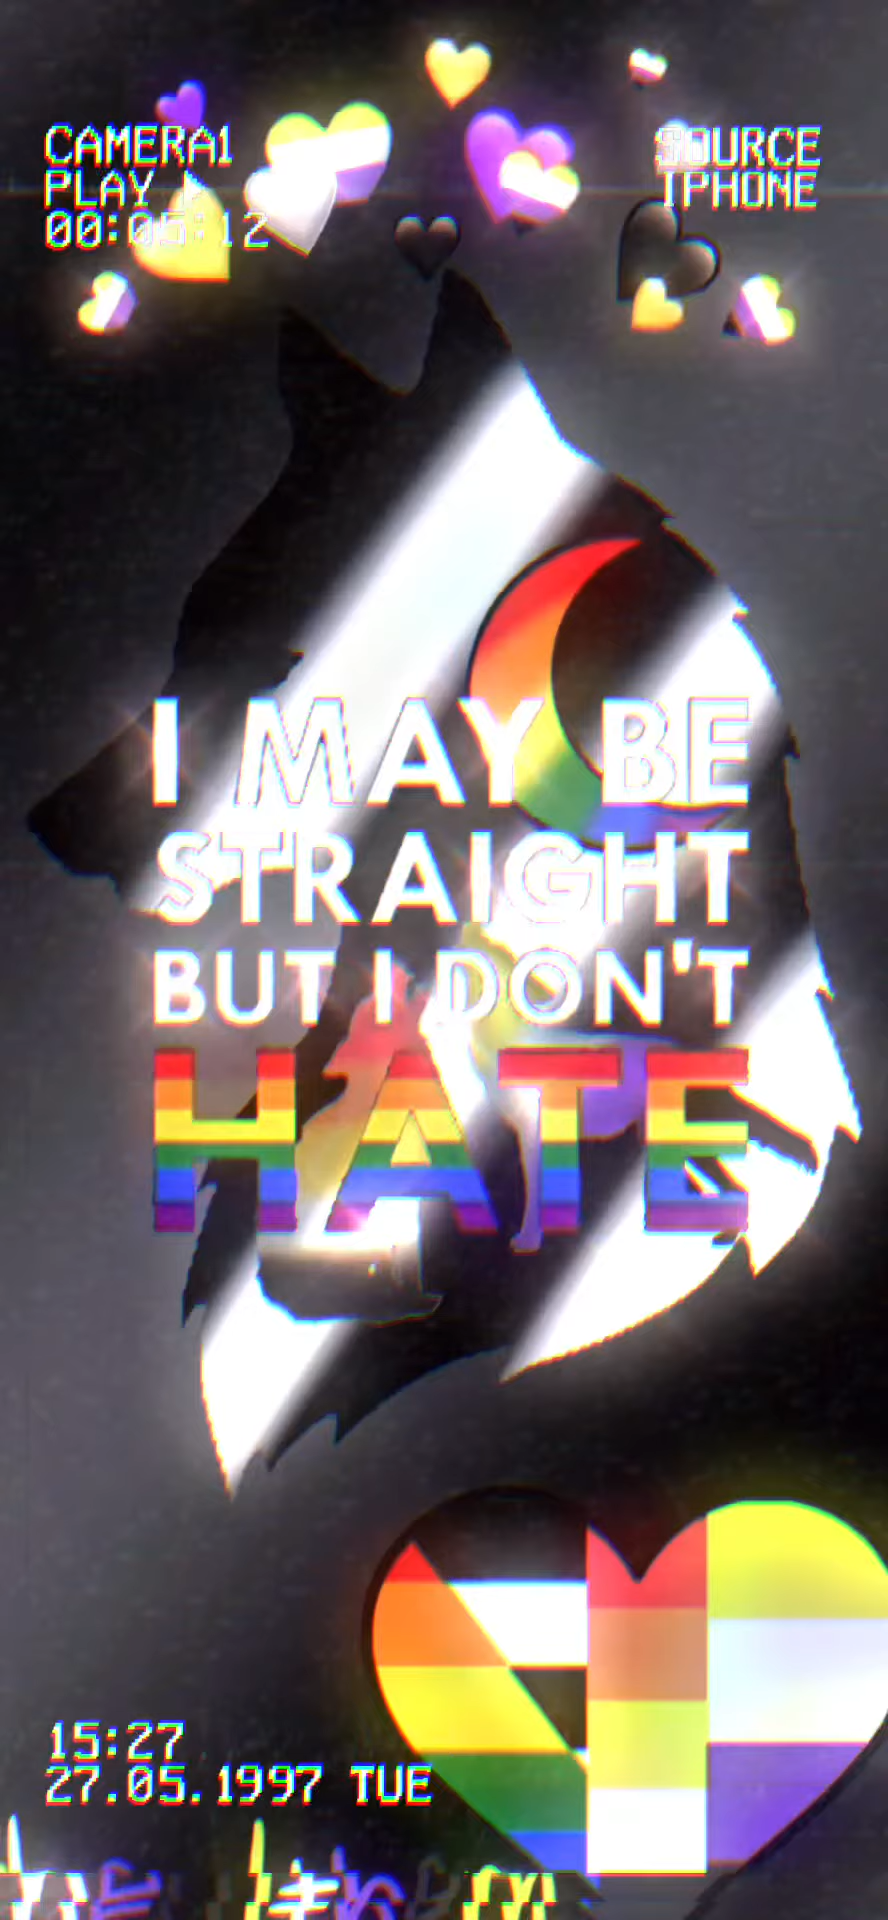 CAMERA1
PLAY
00:05:12
SOURCE
IPHONE
I MAY BE
STRAIGHT
BUT I DON'T
HATE
15:27
27.05.1997 TUE